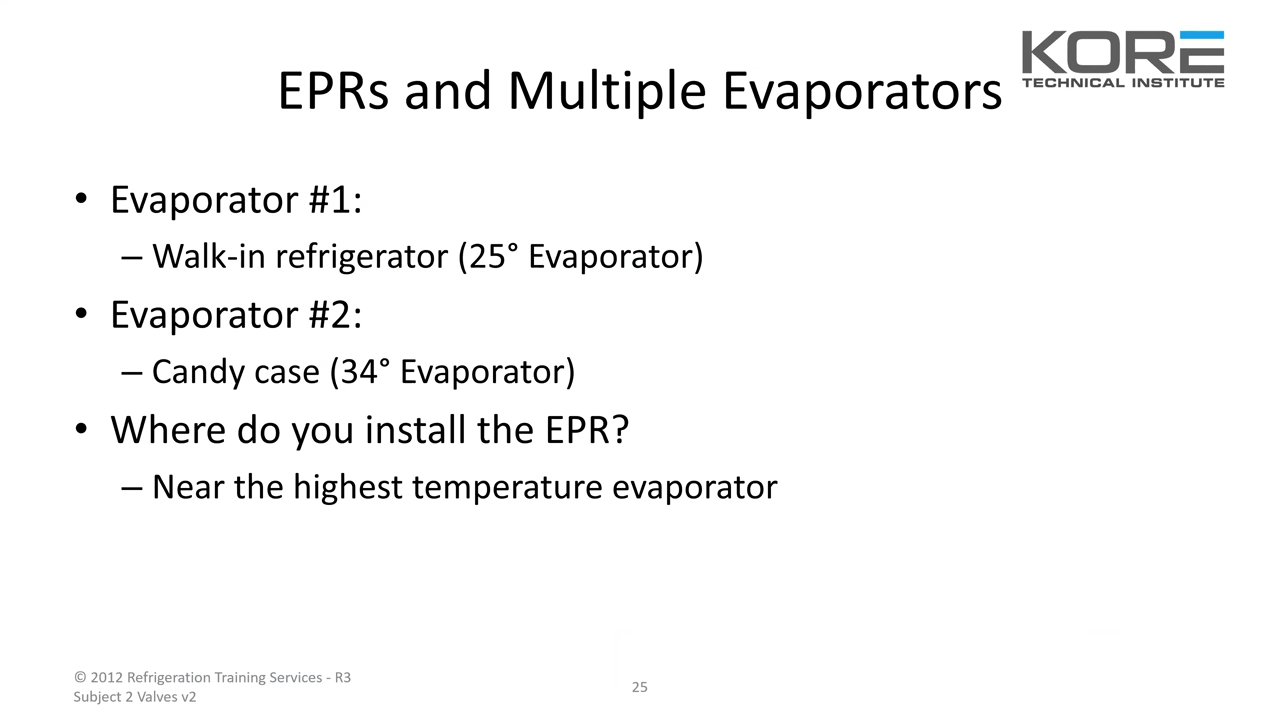 KORE
TECHNICAL INSTITUTE
EPRs and Multiple Evaporators
• Evaporator #1:
– Walk-in refrigerator (25° Evaporator)
• Evaporator #2:
– Candy case (34° Evaporator)
• Where do you install the EPR?
– Near the highest temperature evaporator
© 2012 Refrigeration Training Services - R3
Subject 2 Valves v2
25